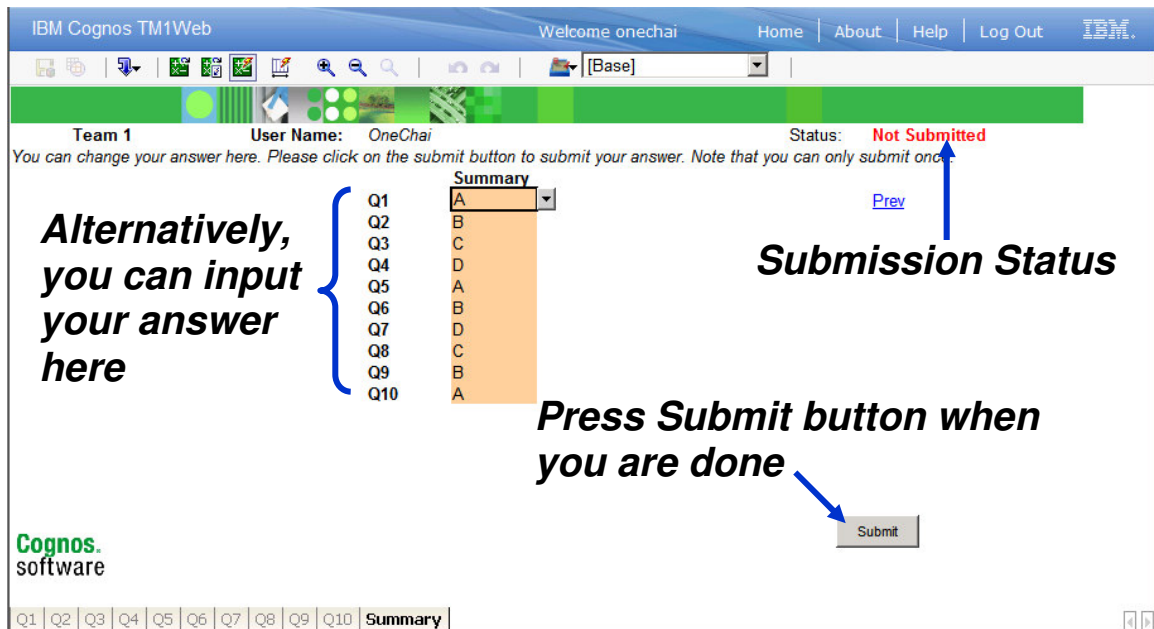 IBM Cognos TM1Web Welcome onechai Home About Help Log Out IBM.
[Base]
Team 1 User Name: OneChai Status: Not Submitted
You can change your answer here. Please click on the submit button to submit your answer. Note that you can only submit once.
Summary
Q1 A Prev
Q2 B
Q3 C
Q4 D
Q5 A
Q6 B
Q7 D
Q8 C
Q9 B
Q10 A
Alternatively,
you can input
your answer
here
Submission Status
Press Submit button when
you are done
Submit
Cognos.
software
Q1 Q2 Q3 Q4 Q5 Q6 Q7 Q8 Q9 Q10 Summary